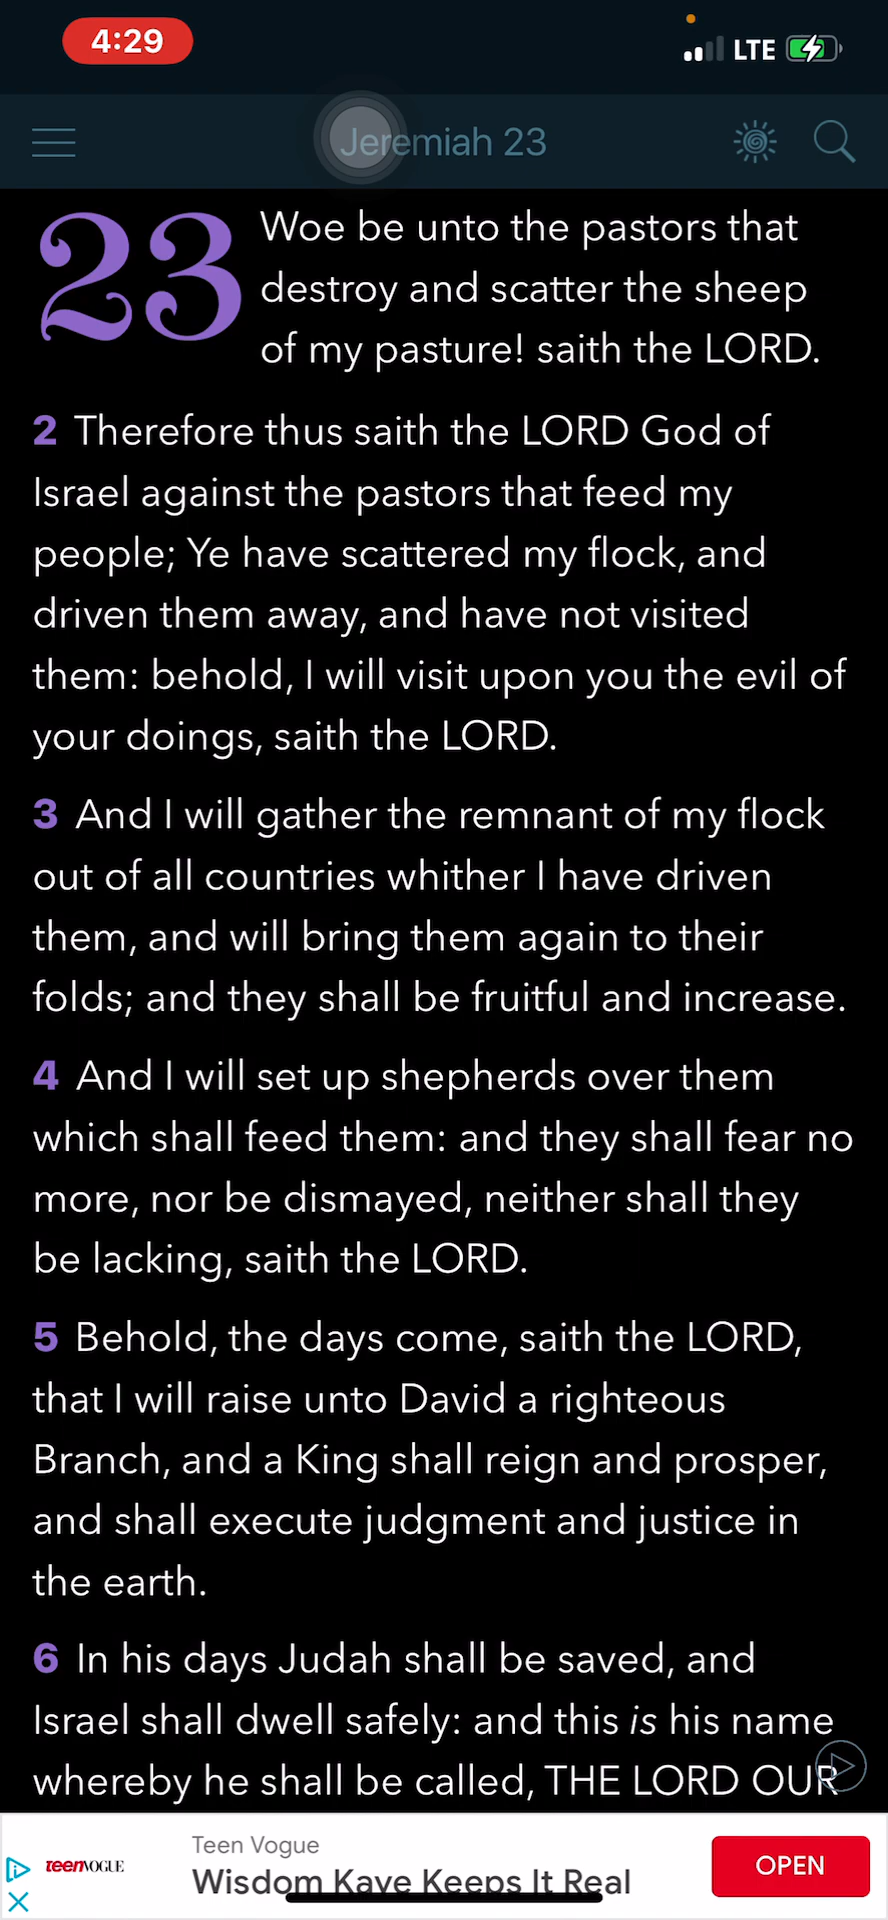 4:29
LTE
Jeremiah 23
23 Woe be unto the pastors that
destroy and scatter the sheep
of my pasture! saith the LORD.
2 Therefore thus saith the LORD God of
Israel against the pastors that feed my
people; Ye have scattered my flock, and
driven them away, and have not visited
them: behold, I will visit upon you the evil of
your doings, saith the LORD.
3 And I will gather the remnant of my flock
out of all countries whither I have driven
them, and will bring them again to their
folds; and they shall be fruitful and increase.
4 And I will set up shepherds over them
which shall feed them: and they shall fear no
more, nor be dismayed, neither shall they
be lacking, saith the LORD.
5 Behold, the days come, saith the LORD,
that I will raise unto David a righteous
Branch, and a King shall reign and prosper,
and shall execute judgment and justice in
the earth.
6 In his days Judah shall be saved, and
Israel shall dwell safely: and this is his name
whereby he shall be called, THE LORD OUR
teenVOGUE
Teen Vogue
Wisdom Kaye Keeps It Real
OPEN